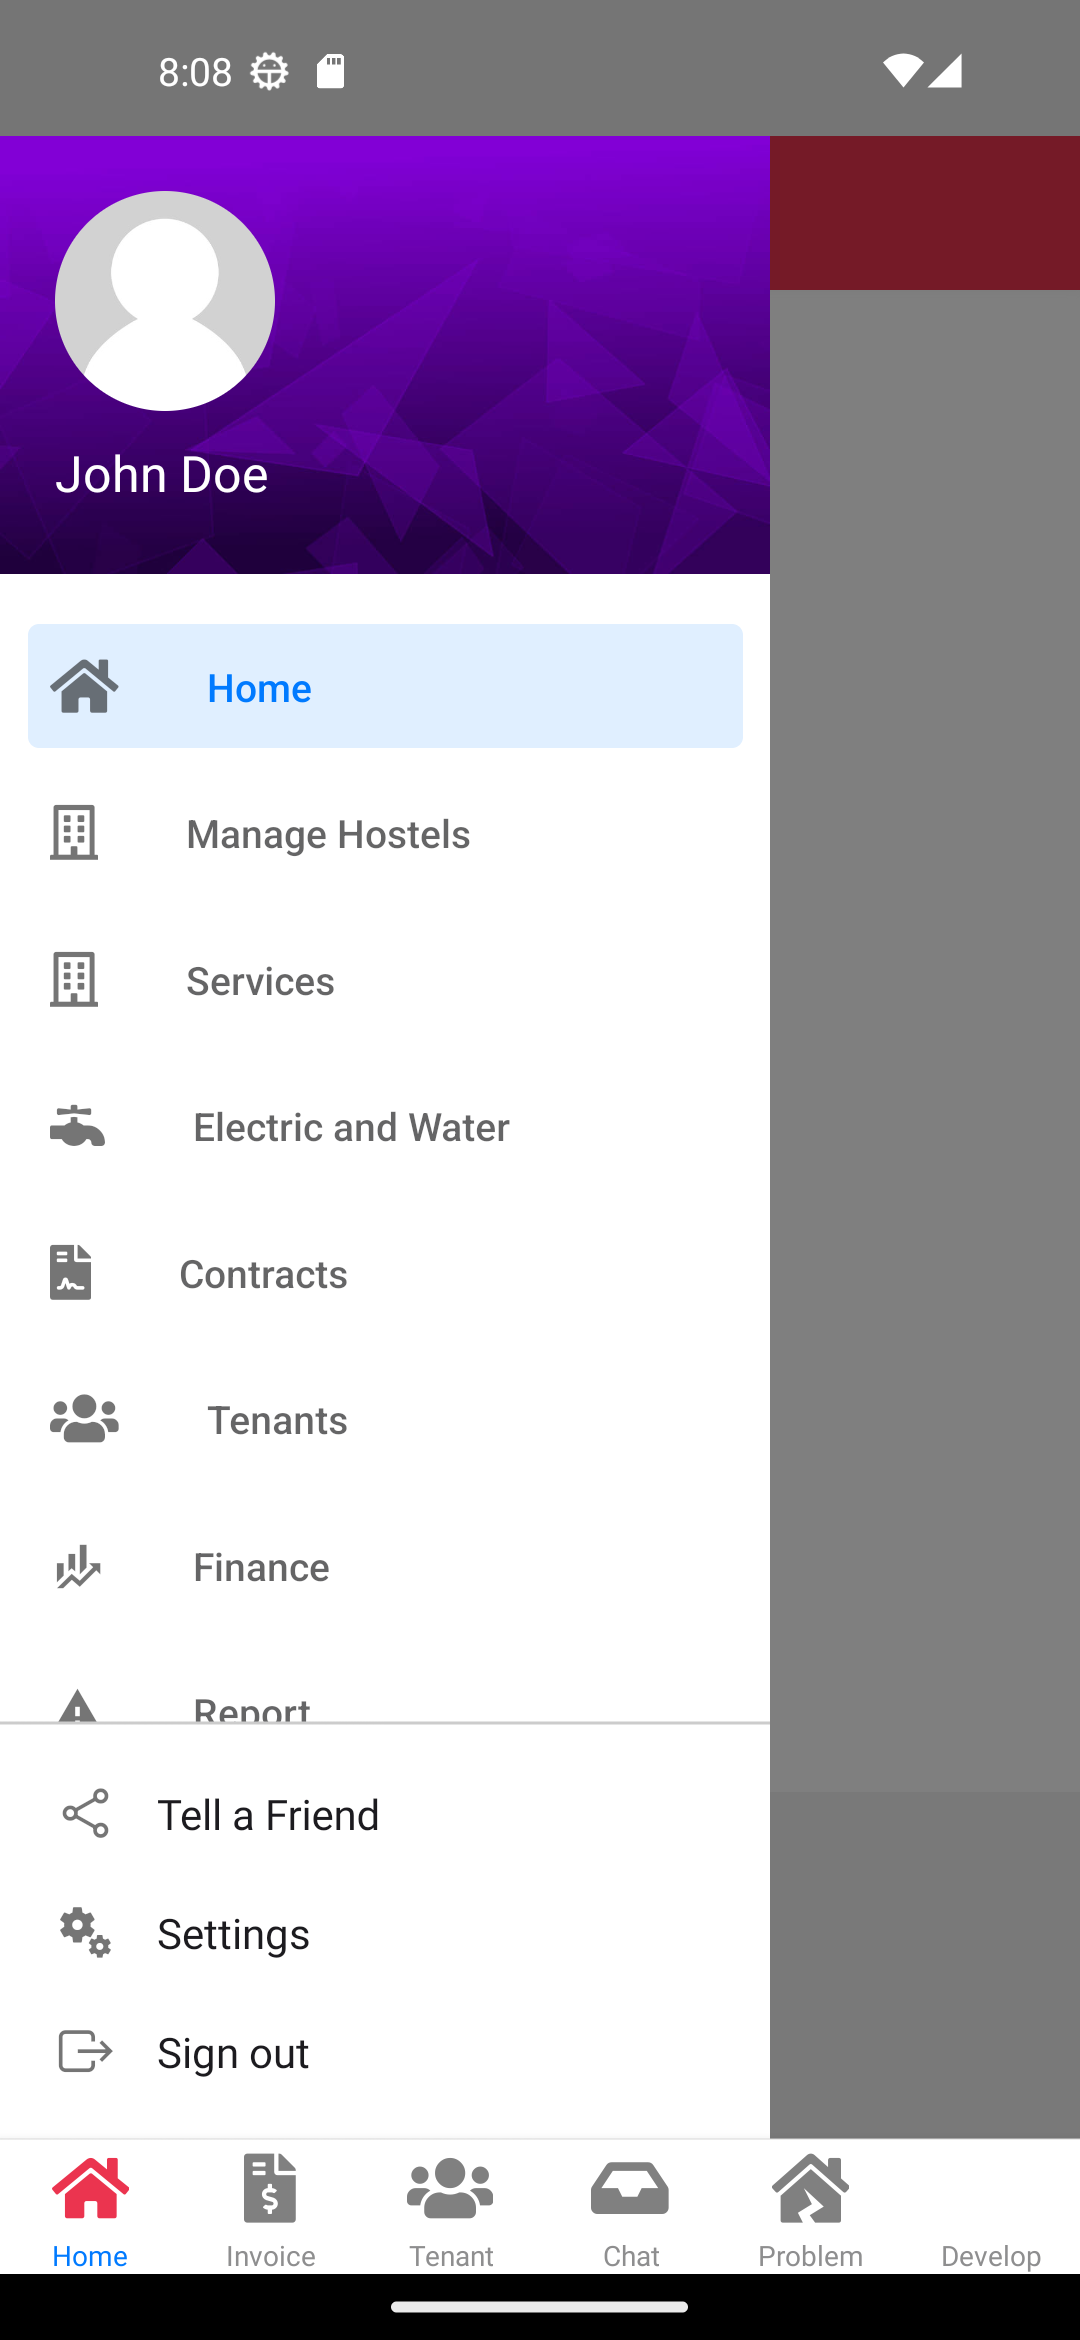 8:08
John Doe
Home
Manage Hostels
Services
Electric and Water
Contracts
Tenants
Finance
Report
Tell a Friend
Settings
Sign out
Home
Invoice
Tenant
Chat
Problem
Develop